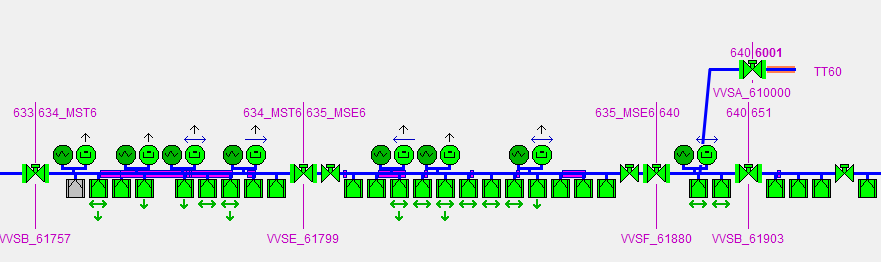 640 6001
TT60
VVSA_610000
633 634_MST6
634_MST6 635_MSE6
635_MSE6 640
640 651
VVSB_61757
VVSE_61799
VVSF_61880
VVSB_61903